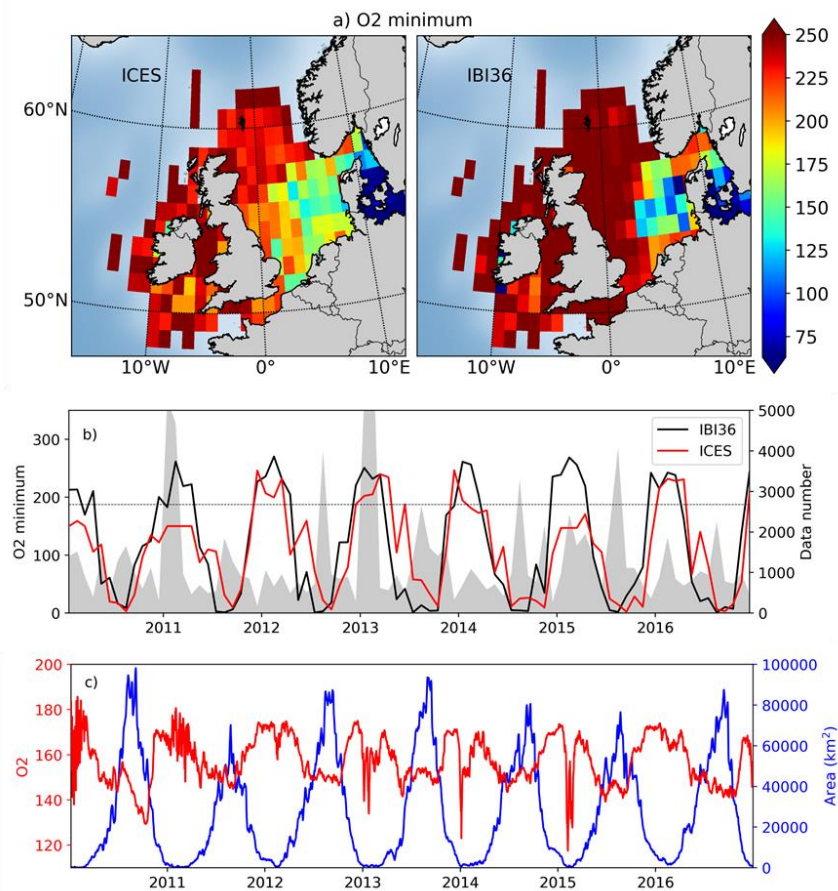 a) O2 minimum
ICES
IBI36
60°N
50°N
10°W
0°
10°E
10°W
0°
10°E
250
225
200
175
150
125
100
75
b)
IBI36
ICES
O2 minimum
300
200
100
0
Data number
5000
4000
3000
2000
1000
0
2011
2012
2013
2014
2015
2016
c)
O2
200
180
160
140
120
Area (km²)
100000
80000
60000
40000
20000
0
2011
2012
2013
2014
2015
2016